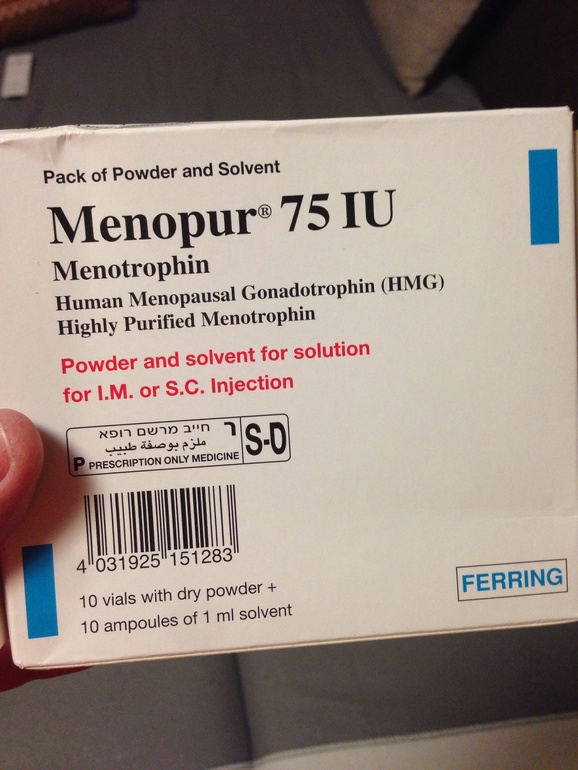 Pack of Powder and Solvent
Menopur® 75 IU
Menotrophin
Human Menopausal Gonadotrophin (HMG)
Highly Purified Menotrophin
Powder and solvent for solution
for I.M. or S.C. Injection
חייב מרשם רופא ך
ملزم بوصفة طبيب
P PRESCRIPTION ONLY MEDICINE
S-D
4 031925 151283
10 vials with dry powder +
10 ampoules of 1 ml solvent
FERRING